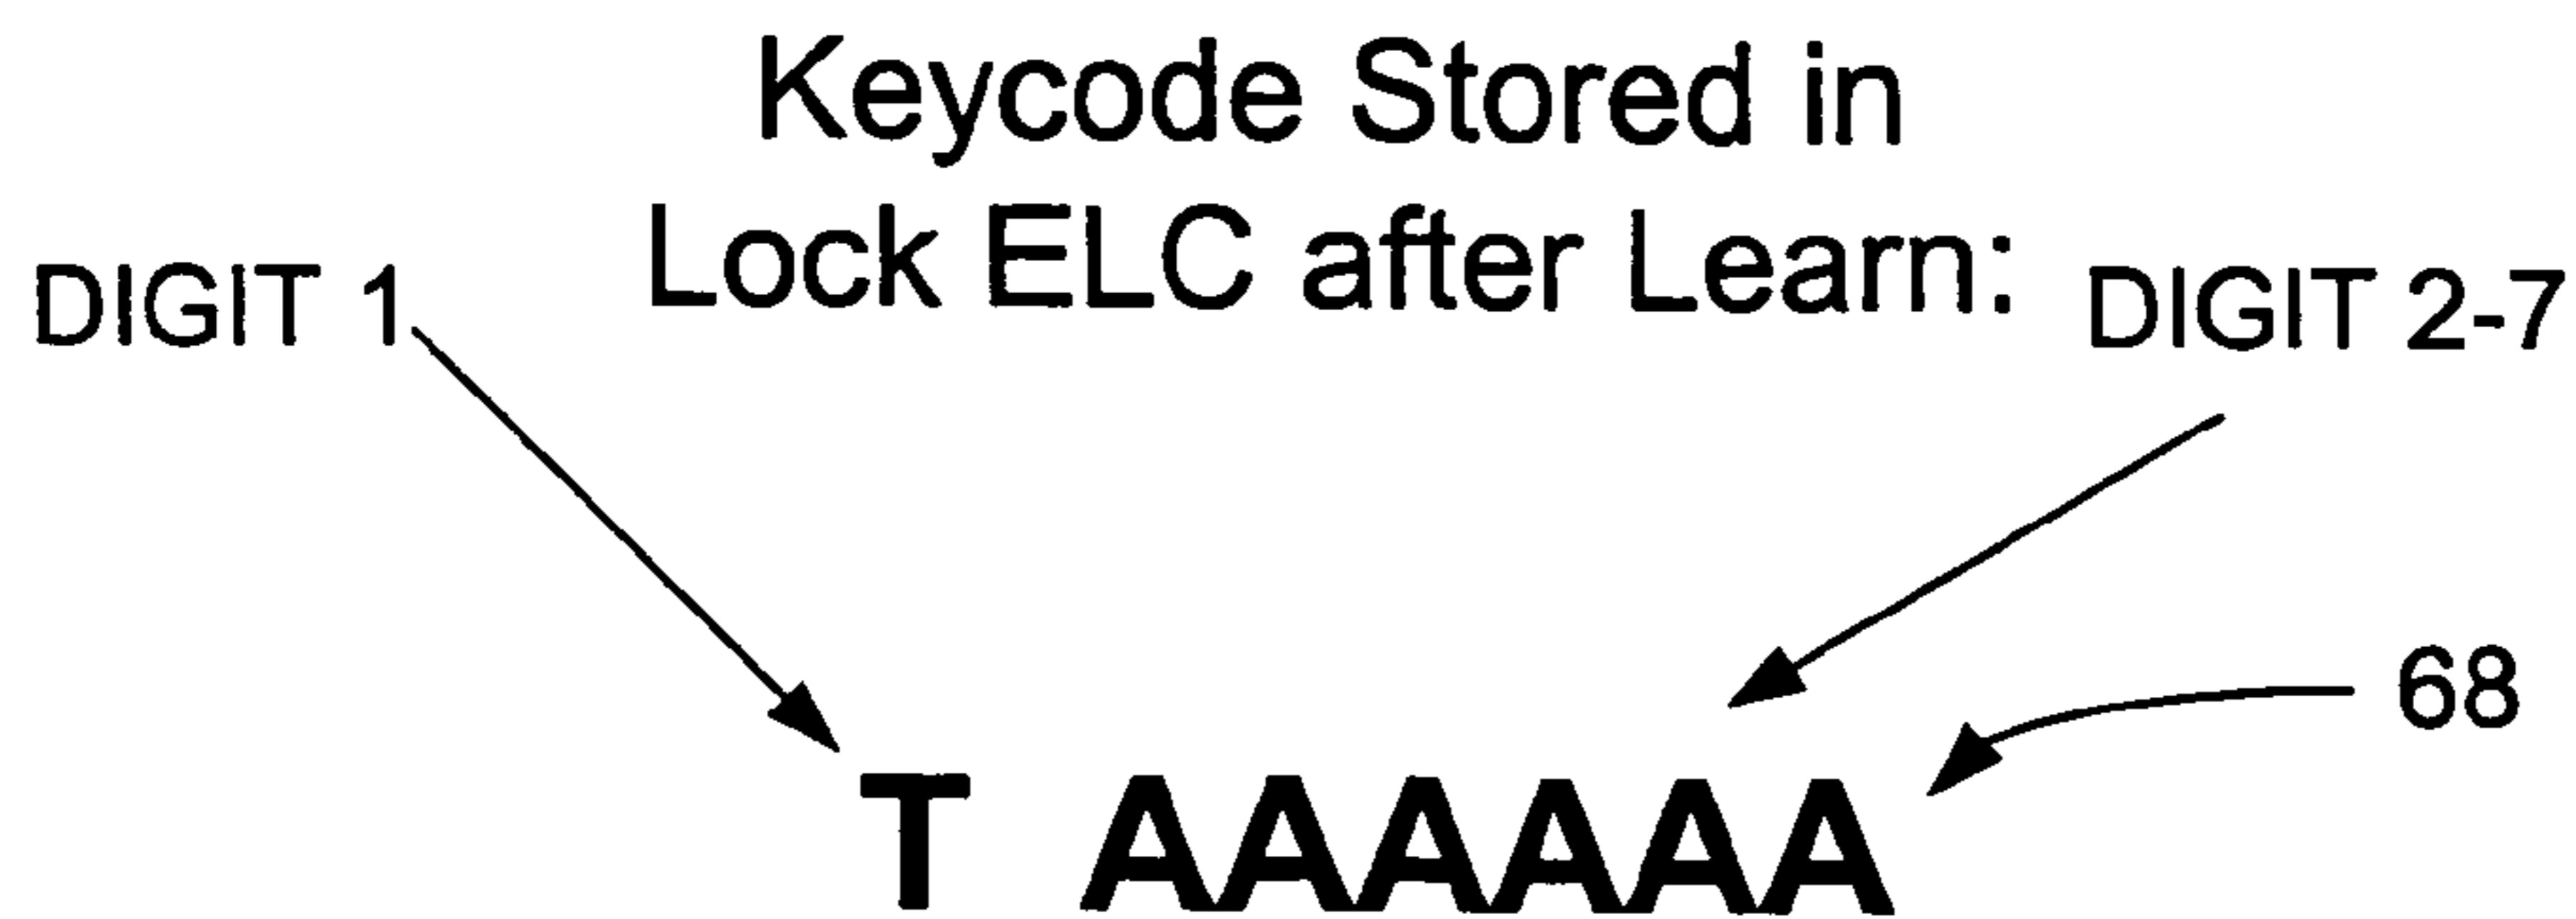 Keycode Stored in
Lock ELC after Learn:
DIGIT 1
DIGIT 2-7
68
T AAAAAA